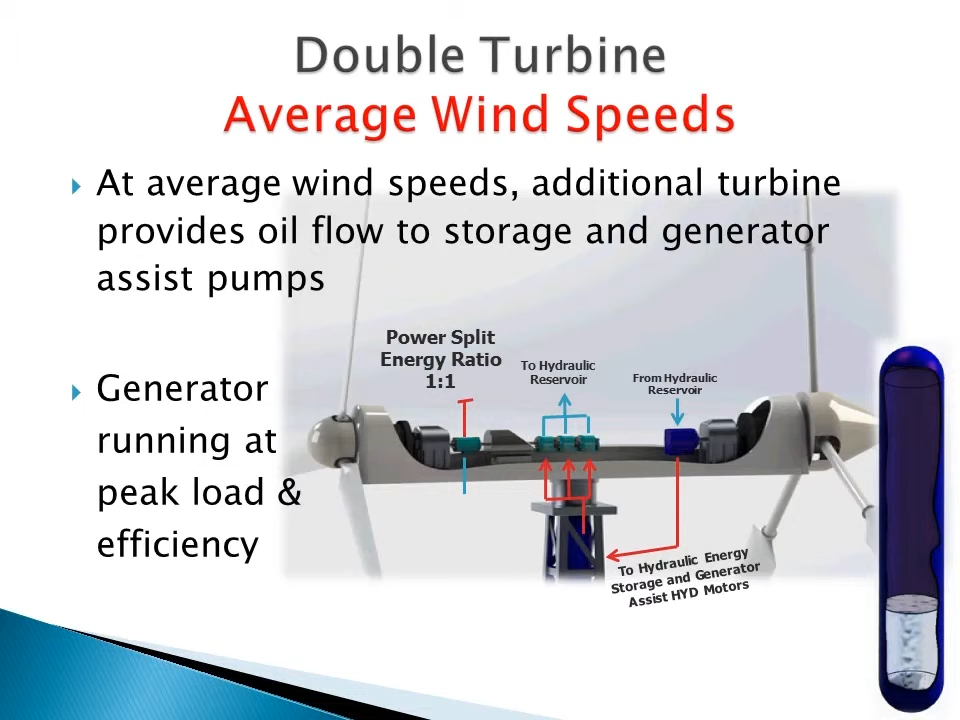 Double Turbine
Average Wind Speeds
At average wind speeds, additional turbine
provides oil flow to storage and generator
assist pumps
Generator
running at
peak load &
efficiency
Power Split
Energy Ratio
1:1
To Hydraulic
Reservoir
From Hydraulic
Reservoir
To Hydraulic Energy
Storage and Generator
Assist HYD Motors